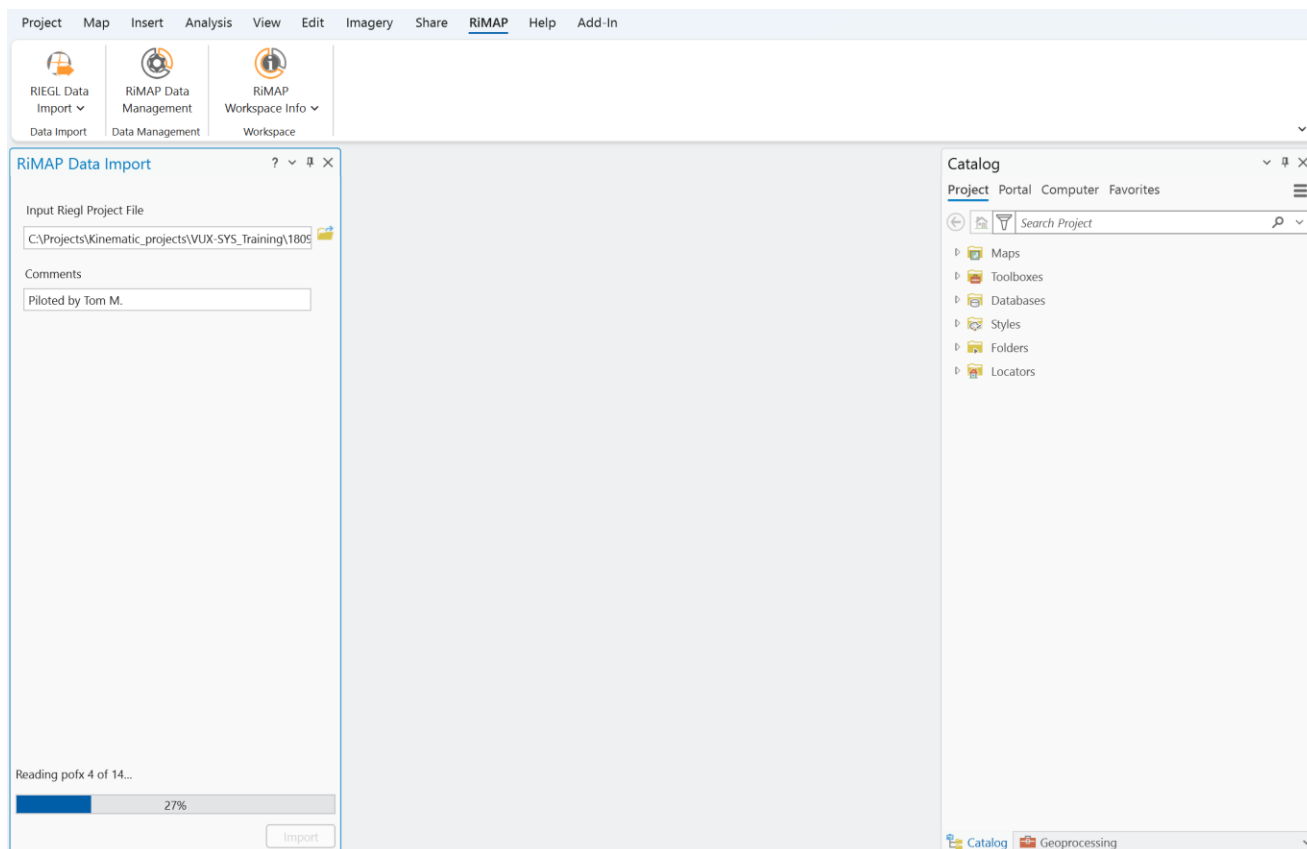 Project Map Insert Analysis View Edit Imagery Share RiMAP Help Add-In
RIEGL Data Import
RiMAP Data Management
RiMAP Workspace Info
Data Import
Data Management
Workspace
RiMAP Data Import ?
Input Riegl Project File
C:\Projects\Kinematic_projects\VUX-SYS_Training\1809
Comments
Piloted by Tom M.
Reading pofx 4 of 14...
27%
Import
Catalog
Project Portal Computer Favorites
Search Project
Maps
Toolboxes
Databases
Styles
Folders
Locators
Catalog Geoprocessing